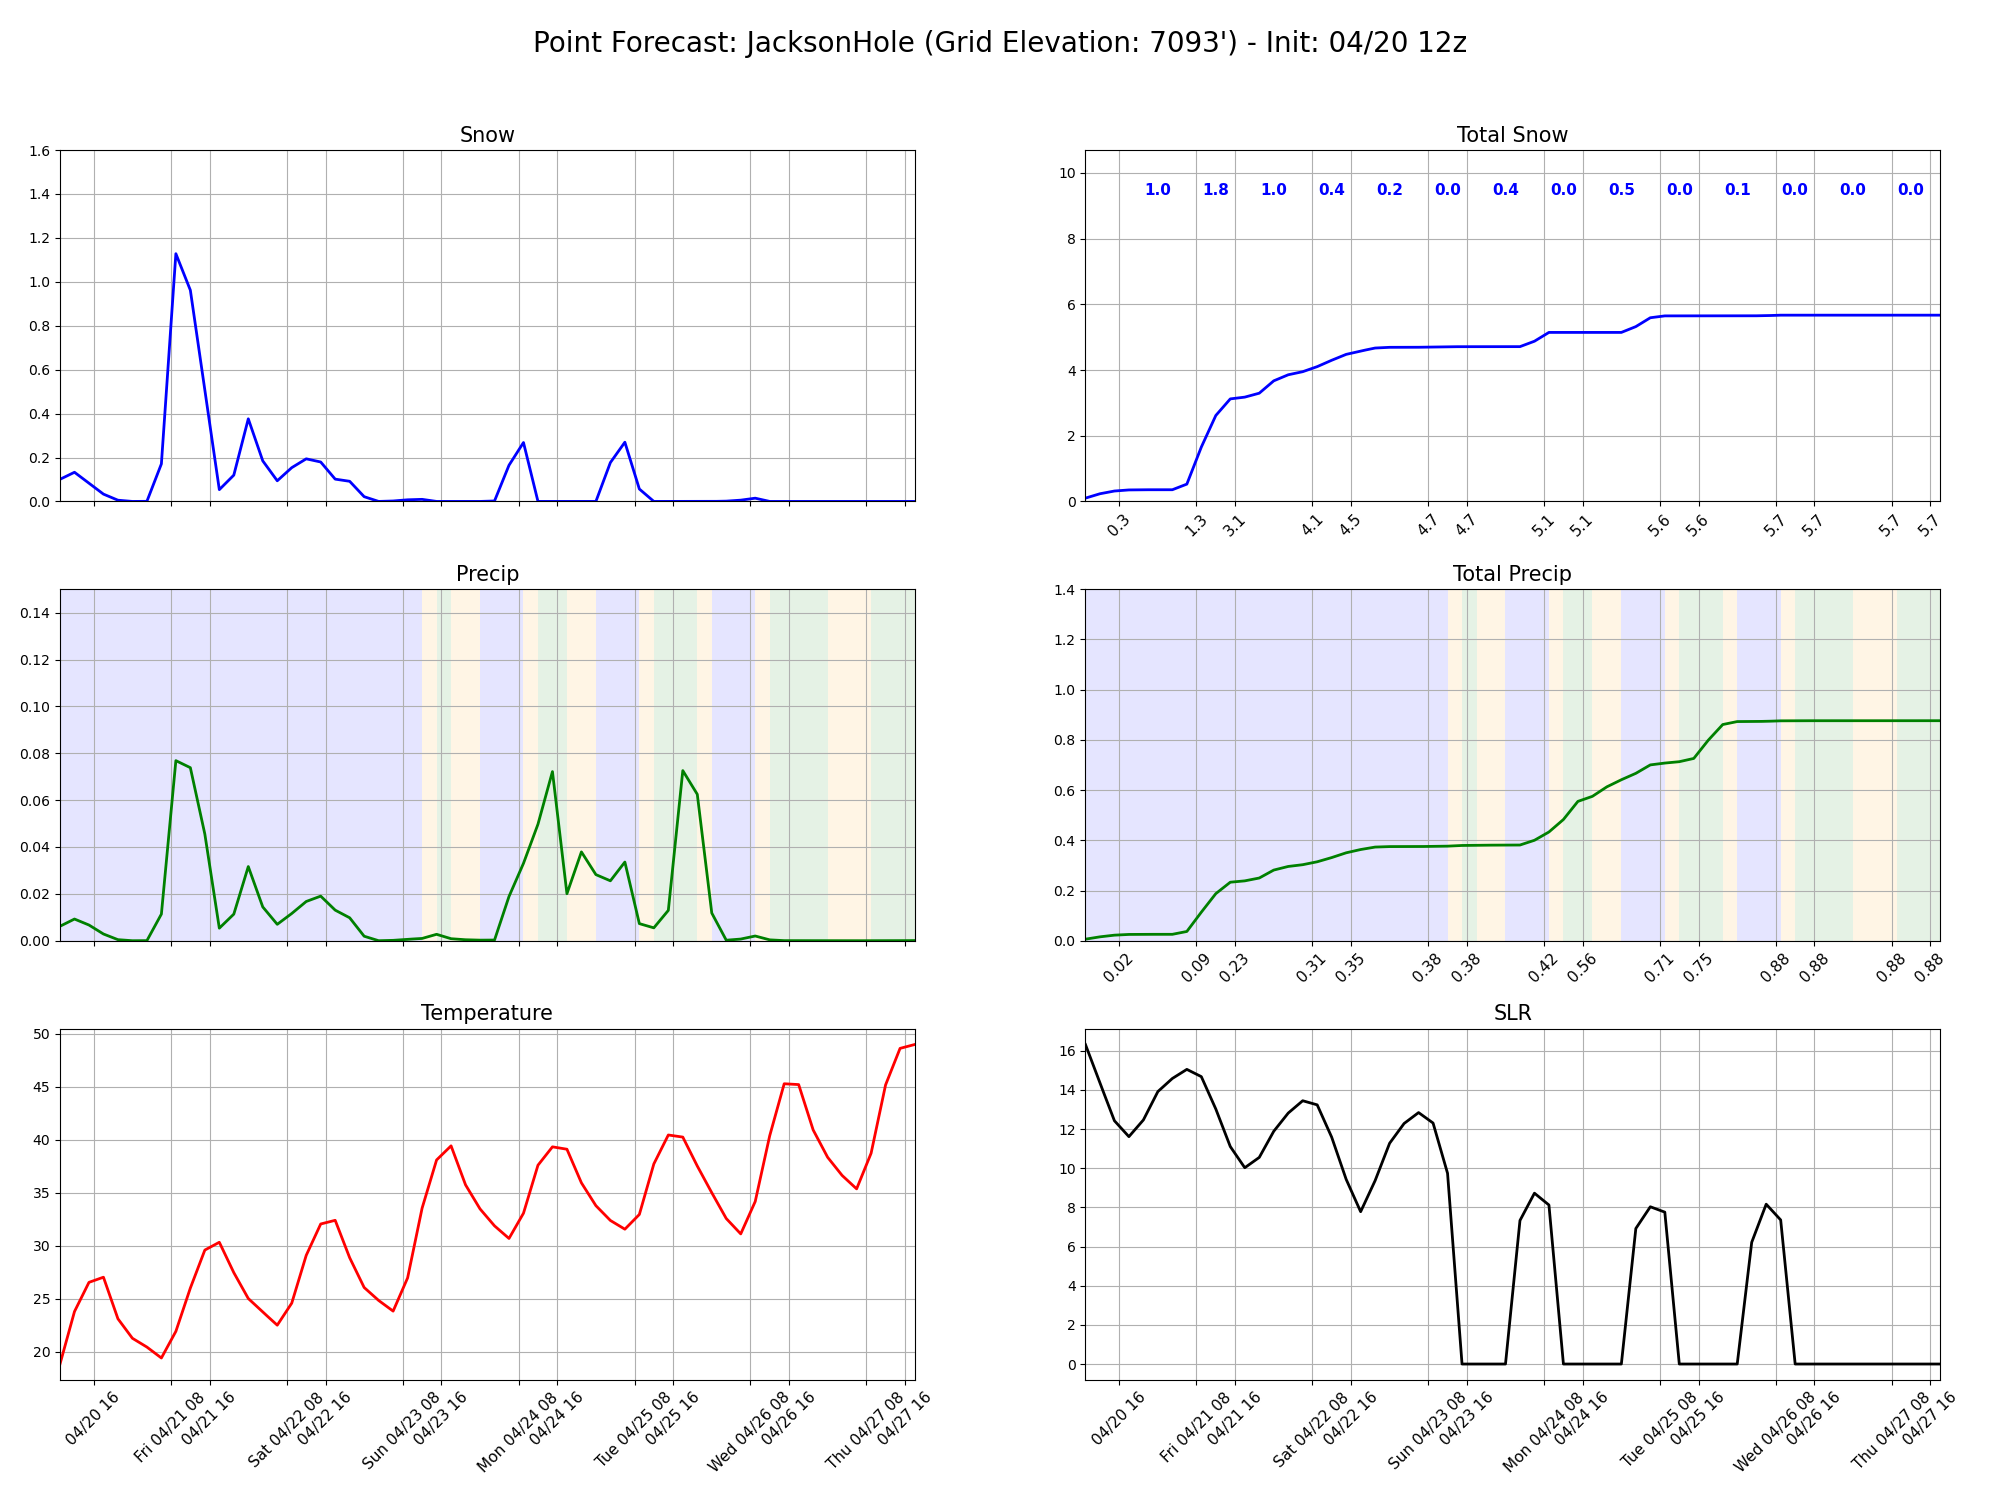 Point Forecast: JacksonHole (Grid Elevation: 7093') - Init: 04/20 12z
Snow
1.6
1.4
1.2
1.0
0.8
0.6
0.4
0.2
0.0
Total Snow
10
8
6
4
2
0
1.0 1.8 1.0 0.4 0.2 0.0 0.4 0.0 0.5 0.0 0.1 0.0 0.0 0.0
0.3 1.3 3.1 4.1 4.5 4.7 4.7 5.1 5.1 5.6 5.6 5.7 5.7 5.7 5.7
Precip
0.14
0.12
0.10
0.08
0.06
0.04
0.02
0.00
Total Precip
1.4
1.2
1.0
0.8
0.6
0.4
0.2
0.0
0.02 0.09 0.23 0.31 0.35 0.38 0.38 0.42 0.56 0.71 0.75 0.88 0.88 0.88 0.88
Temperature
50
45
40
35
30
25
20
04/20 16
Fri 04/21 08
04/21 16
Sat 04/22 08
04/22 16
Sun 04/23 08
04/23 16
Mon 04/24 08
04/24 16
Tue 04/25 08
04/25 16
Wed 04/26 08
04/26 16
Thu 04/27 08
04/27 16
SLR
16
14
12
10
8
6
4
2
0
04/20 16
Fri 04/21 08
04/21 16
Sat 04/22 08
04/22 16
Sun 04/23 08
04/23 16
Mon 04/24 08
04/24 16
Tue 04/25 08
04/25 16
Wed 04/26 08
04/26 16
Thu 04/27 08
04/27 16